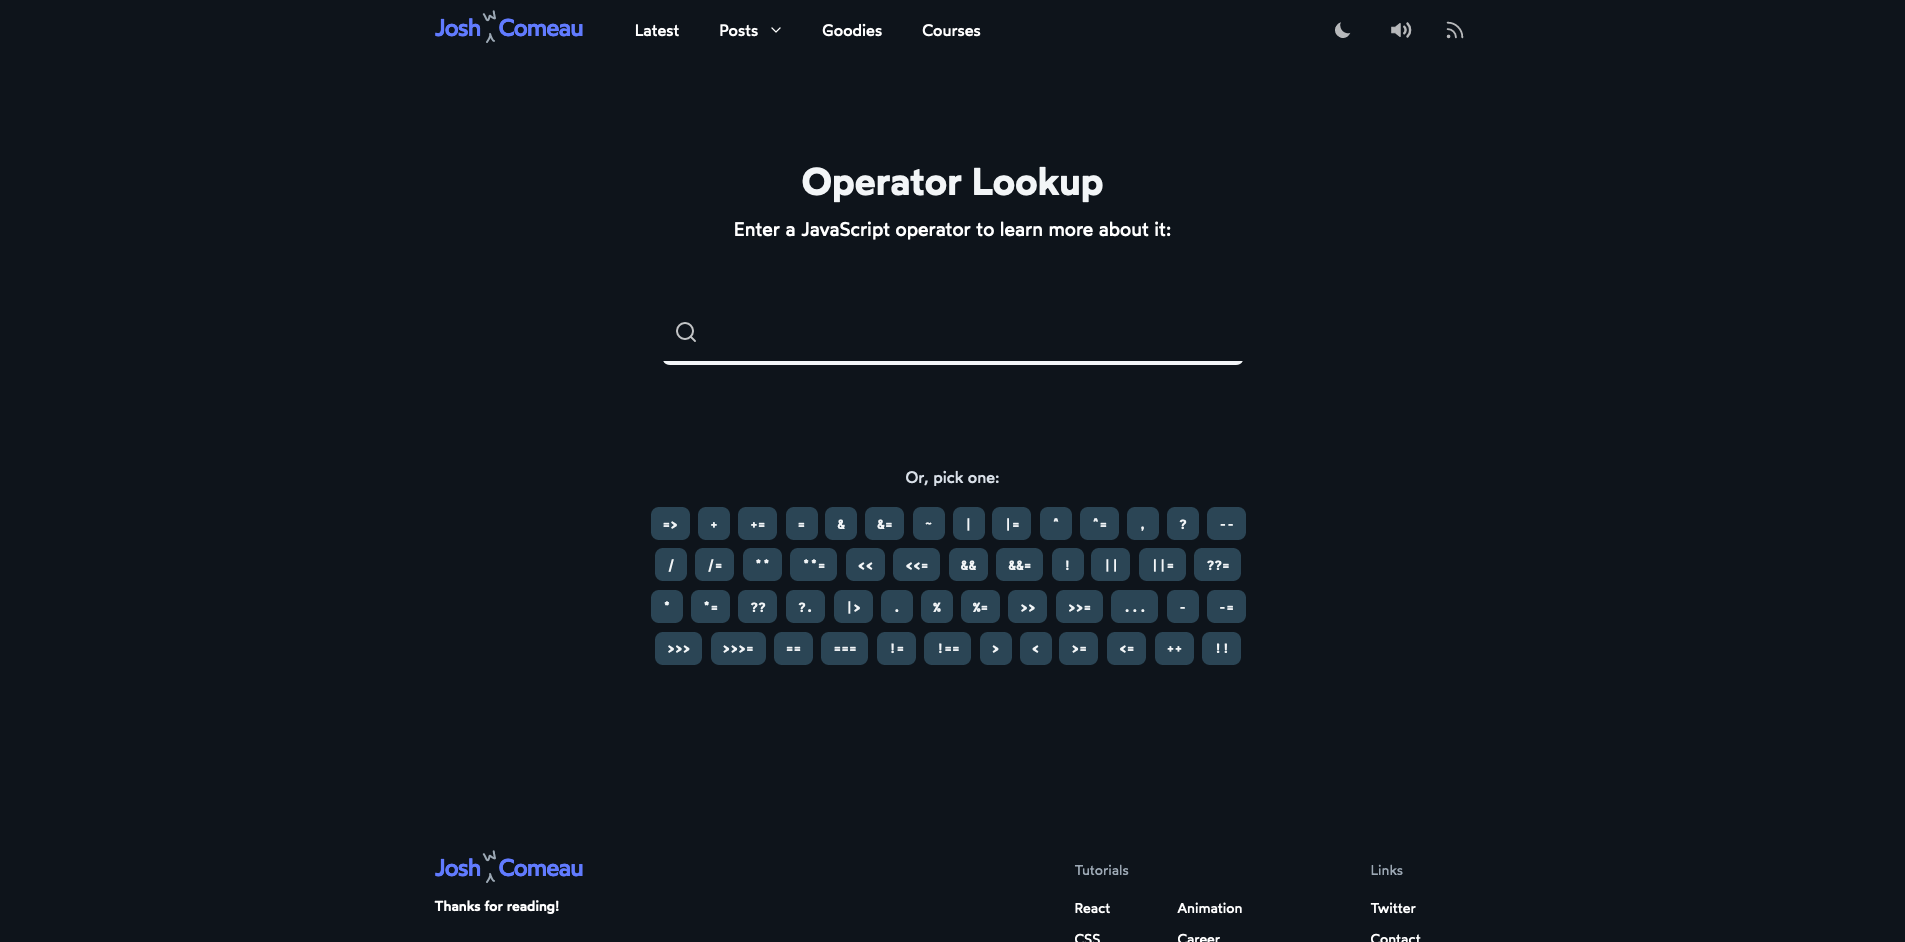 Josh W Comeau
Latest Posts Goodies Courses
Operator Lookup
Enter a JavaScript operator to learn more about it:
Or, pick one:
=> + += = & &= ~ | |= ^ ^= , ? --
/ /= ** **= << <<= && &&= ! || ||= ??=
* *= ?? ?. |> . % %= >> >>= ... - -=
>>> >>>= == === != !== > < >= <= ++ !!
Josh W Comeau
Thanks for reading!
Tutorials
React Animation
CSS Career
Links
Twitter
Contact